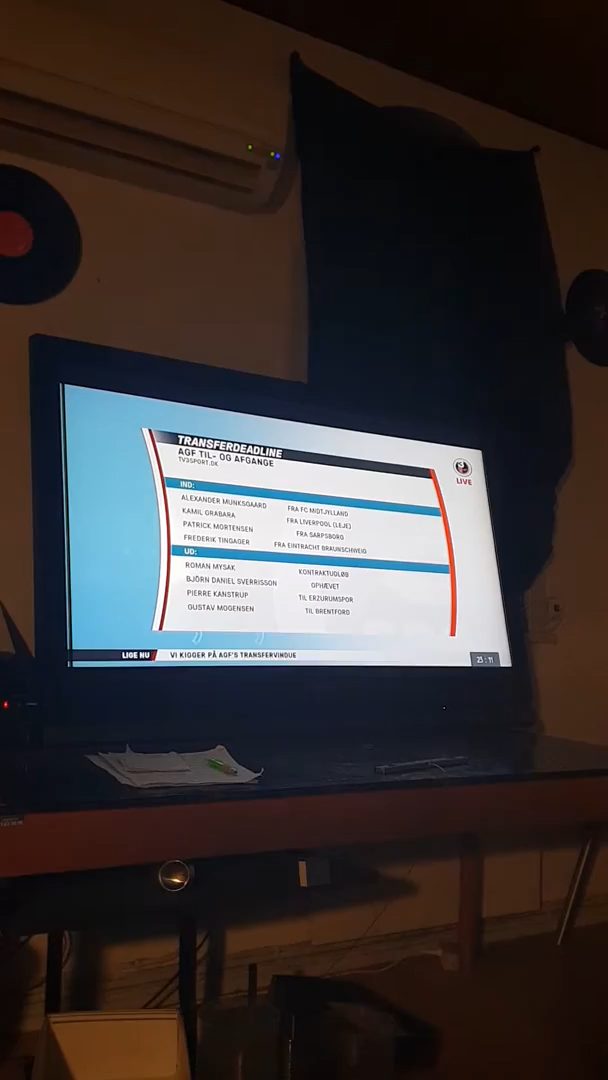 TRANSFERDEADLINE
AGF TIL- OG AFGANGE
TV3SPORT.DK
LIVE
IND:
ALEXANDER MUNKSGAARD FRA FC MIDTJYLLAND
KAMIL GRABARA FRA LIVERPOOL (LEJE)
PATRICK MORTENSEN FRA SARPSBORG
FREDERIK TINGAGER FRA EINTRACHT BRAUNSCHWEIG
UD:
ROMAN MYSAK KONTRAKTUDLØB
BJÖRN DANIEL SVERRISSON OPHÆVET
PIERRE KANSTRUP TIL ERZURUMSPOR
GUSTAV MOGENSEN TIL BRENTFORD
LIGE NU VI KIGGER PÅ AGF'S TRANSFERVINDUE
23:11